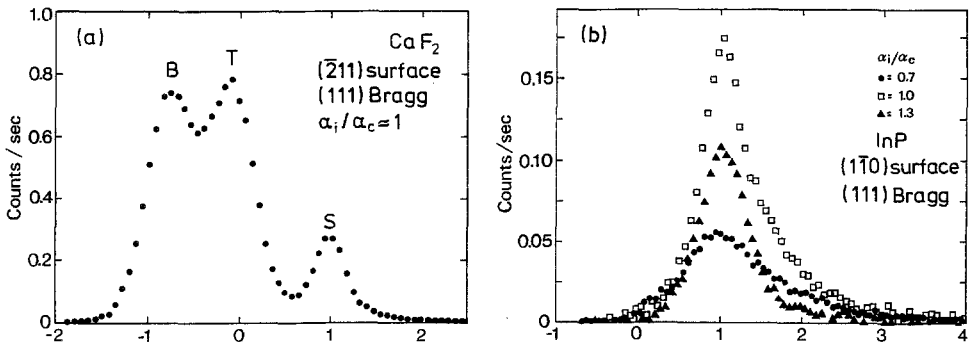 (a)
CaF₂
(2̄11) surface
(111) Bragg
αᵢ/α_c ≃ 1
B
T
S
Counts / sec
1.0
0.8
0.6
0.4
0.2
0
-2
-1
0
1
2
(b)
αᵢ/α_c
● = 0.7
□ = 1.0
▲ = 1.3
InP
(11̄0) surface
(111) Bragg
Counts/sec
0.15
0.10
0.05
0
-1
0
1
2
3
4